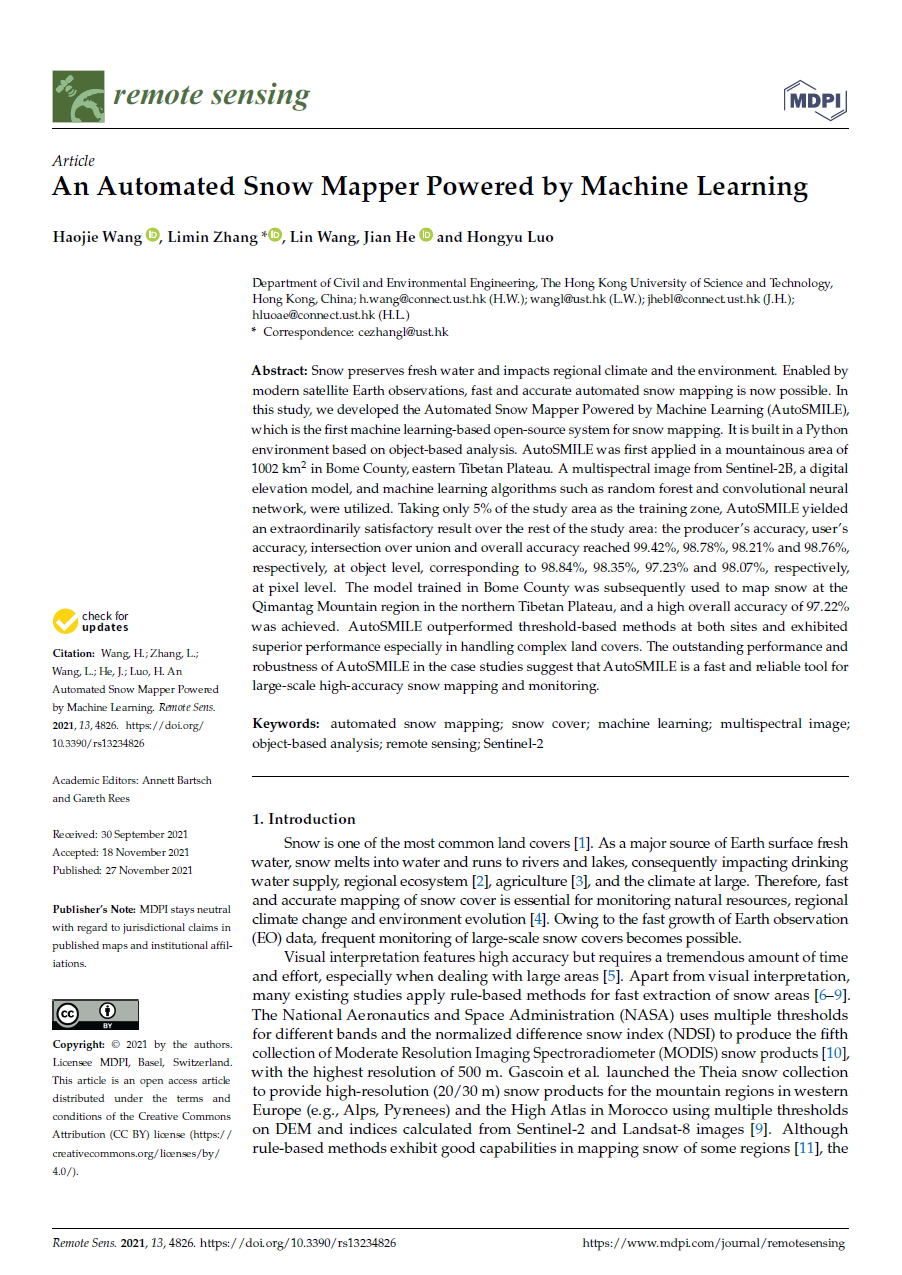 remote sensing
MDPI
Article
An Automated Snow Mapper Powered by Machine Learning
Haojie Wang iD, Limin Zhang *iD, Lin Wang, Jian He iD and Hongyu Luo
Department of Civil and Environmental Engineering, The Hong Kong University of Science and Technology,
Hong Kong, China; h.wang@connect.ust.hk (H.W.); wangl@ust.hk (L.W.); jhebl@connect.ust.hk (J.H.);
hluoae@connect.ust.hk (H.L.)
* Correspondence: cezhangl@ust.hk
Abstract: Snow preserves fresh water and impacts regional climate and the environment. Enabled by
modern satellite Earth observations, fast and accurate automated snow mapping is now possible. In
this study, we developed the Automated Snow Mapper Powered by Machine Learning (AutoSMILE),
which is the first machine learning-based open-source system for snow mapping. It is built in a Python
environment based on object-based analysis. AutoSMILE was first applied in a mountainous area of
1002 km² in Bome County, eastern Tibetan Plateau. A multispectral image from Sentinel-2B, a digital
elevation model, and machine learning algorithms such as random forest and convolutional neural
network, were utilized. Taking only 5% of the study area as the training zone, AutoSMILE yielded
an extraordinarily satisfactory result over the rest of the study area: the producer's accuracy, user's
accuracy, intersection over union and overall accuracy reached 99.42%, 98.78%, 98.21% and 98.76%,
respectively, at object level, corresponding to 98.84%, 98.35%, 97.23% and 98.07%, respectively,
at pixel level. The model trained in Bome County was subsequently used to map snow at the
Qimantag Mountain region in the northern Tibetan Plateau, and a high overall accuracy of 97.22%
was achieved. AutoSMILE outperformed threshold-based methods at both sites and exhibited
superior performance especially in handling complex land covers. The outstanding performance and
robustness of AutoSMILE in the case studies suggest that AutoSMILE is a fast and reliable tool for
large-scale high-accuracy snow mapping and monitoring.
Keywords: automated snow mapping; snow cover; machine learning; multispectral image;
object-based analysis; remote sensing; Sentinel-2
check for
updates
Citation: Wang, H.; Zhang, L.;
Wang, L.; He, J.; Luo, H. An
Automated Snow Mapper Powered
by Machine Learning. Remote Sens.
2021, 13, 4826. https://doi.org/
10.3390/rs13234826
Academic Editors: Annett Bartsch
and Gareth Rees
Received: 30 September 2021
Accepted: 18 November 2021
Published: 27 November 2021
Publisher's Note: MDPI stays neutral
with regard to jurisdictional claims in
published maps and institutional affil-
iations.
cc BY
Copyright: © 2021 by the authors.
Licensee MDPI, Basel, Switzerland.
This article is an open access article
distributed under the terms and
conditions of the Creative Commons
Attribution (CC BY) license (https://
creativecommons.org/licenses/by/
4.0/).
1. Introduction
Snow is one of the most common land covers [1]. As a major source of Earth surface fresh
water, snow melts into water and runs to rivers and lakes, consequently impacting drinking
water supply, regional ecosystem [2], agriculture [3], and the climate at large. Therefore, fast
and accurate mapping of snow cover is essential for monitoring natural resources, regional
climate change and environment evolution [4]. Owing to the fast growth of Earth observation
(EO) data, frequent monitoring of large-scale snow covers becomes possible.
Visual interpretation features high accuracy but requires a tremendous amount of time
and effort, especially when dealing with large areas [5]. Apart from visual interpretation,
many existing studies apply rule-based methods for fast extraction of snow areas [6–9].
The National Aeronautics and Space Administration (NASA) uses multiple thresholds
for different bands and the normalized difference snow index (NDSI) to produce the fifth
collection of Moderate Resolution Imaging Spectroradiometer (MODIS) snow products [10],
with the highest resolution of 500 m. Gascoin et al. launched the Theia snow collection
to provide high-resolution (20/30 m) snow products for the mountain regions in western
Europe (e.g., Alps, Pyrenees) and the High Atlas in Morocco using multiple thresholds
on DEM and indices calculated from Sentinel-2 and Landsat-8 images [9]. Although
rule-based methods exhibit good capabilities in mapping snow of some regions [11], the
Remote Sens. 2021, 13, 4826. https://doi.org/10.3390/rs13234826
https://www.mdpi.com/journal/remotesensing